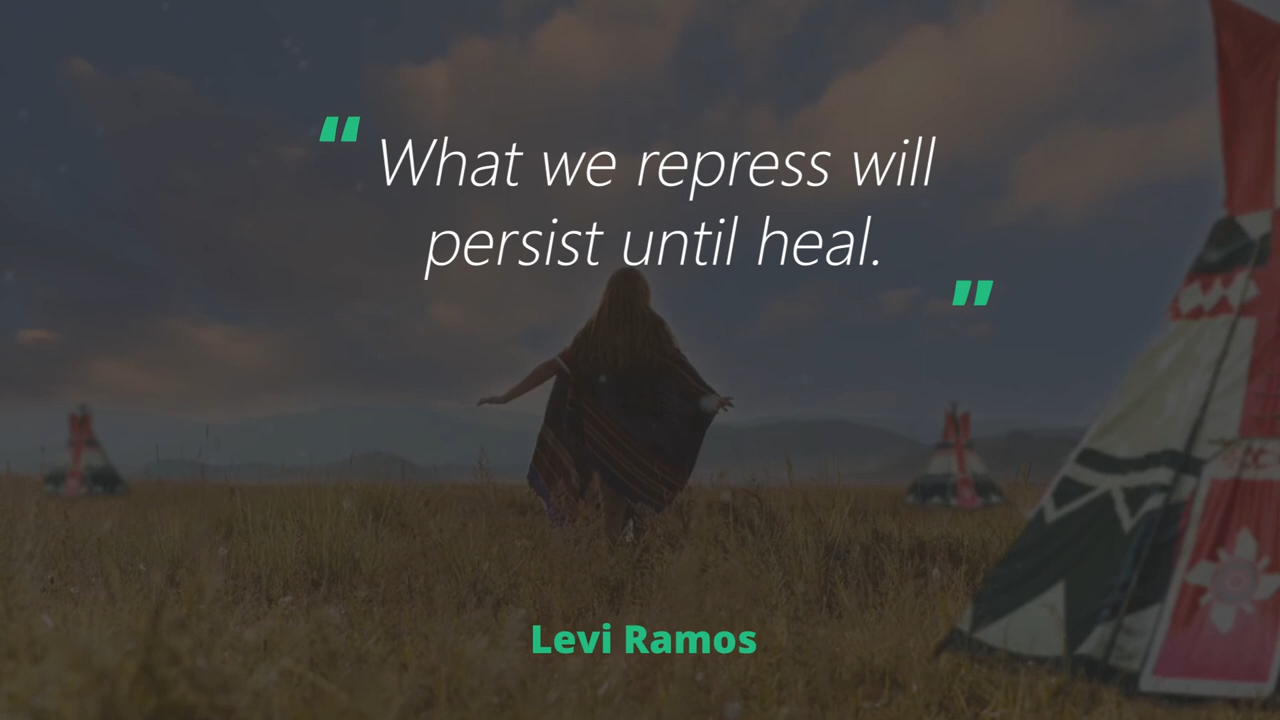 " What we repress will
persist until heal. "
Levi Ramos